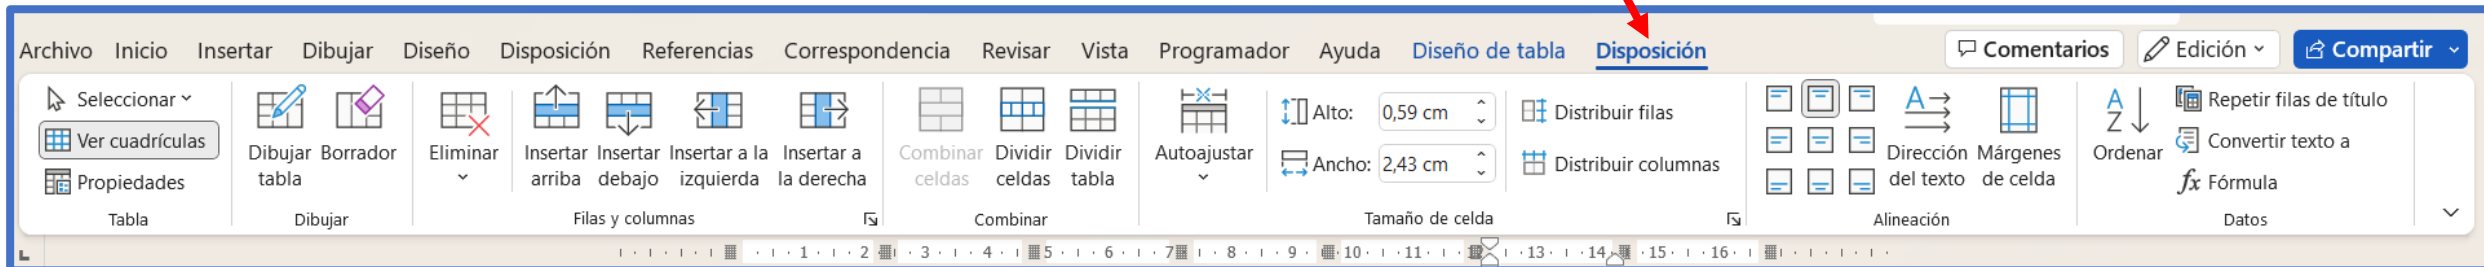 Archivo Inicio Insertar Dibujar Diseño Disposición Referencias Correspondencia Revisar Vista Programador Ayuda Diseño de tabla Disposición Comentarios Edición Compartir
Seleccionar
Ver cuadrículas
Propiedades
Tabla
Dibujar tabla
Borrador
Dibujar
Eliminar
Insertar arriba
Insertar debajo
Insertar a la izquierda
Insertar a la derecha
Filas y columnas
Combinar celdas
Dividir celdas
Dividir tabla
Combinar
Autoajustar
Alto: 0,59 cm
Ancho: 2,43 cm
Distribuir filas
Distribuir columnas
Tamaño de celda
Dirección del texto
Márgenes de celda
Alineación
A Z
Ordenar
Repetir filas de título
Convertir texto a
fx Fórmula
Datos
1 2 3 4 5 6 7 8 9 10 11 12 13 14 15 16